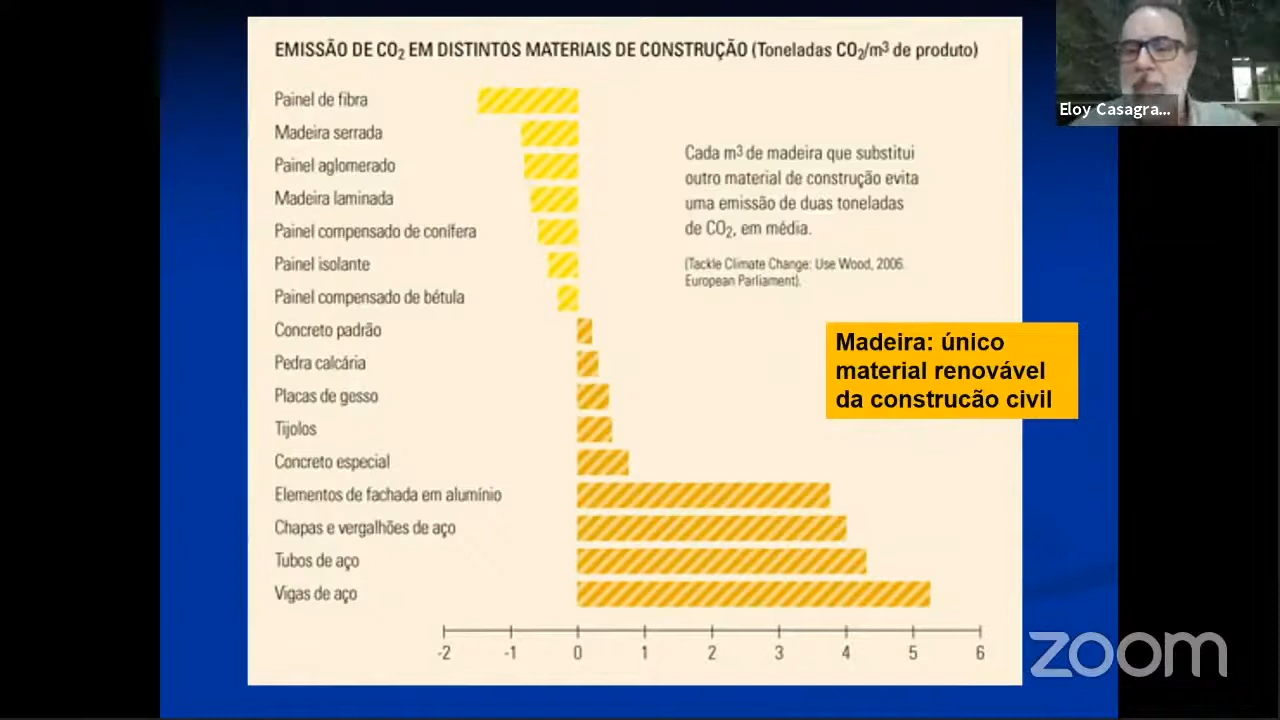 EMISSÃO DE CO2 EM DISTINTOS MATERIAIS DE CONSTRUÇÃO (Toneladas CO2/m3 de produto)
Eloy Casagra...
Painel de fibra
Madeira serrada
Painel aglomerado
Madeira laminada
Painel compensado de conífera
Painel isolante
Painel compensado de bétula
Concreto padrão
Pedra calcária
Placas de gesso
Tijolos
Concreto especial
Elementos de fachada em alumínio
Chapas e vergalhões de aço
Tubos de aço
Vigas de aço
Cada m3 de madeira que substitui
outro material de construção evita
uma emissão de duas toneladas
de CO2, em média.
(Tackle Climate Change: Use Wood, 2006.
European Parliament).
Madeira: único
material renovável
da construcão civil
-2 -1 0 1 2 3 4 5 6
zoom